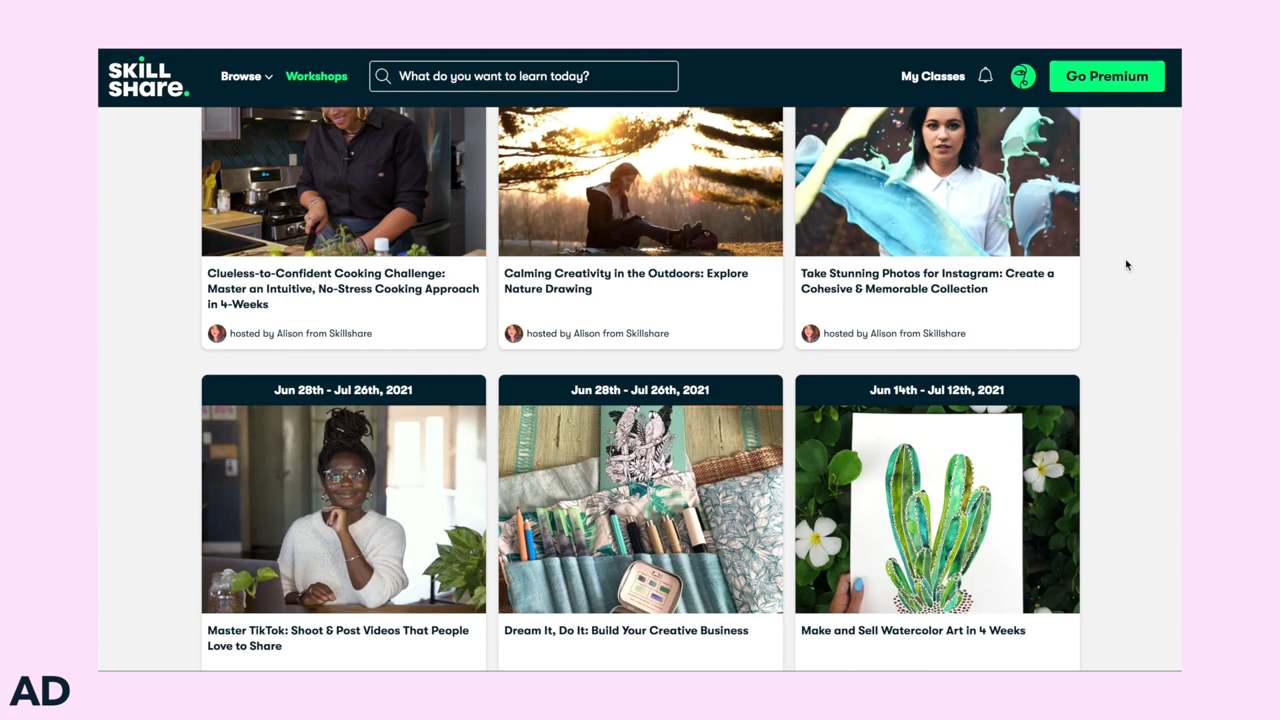 SKILL
SHARE.
Browse
Workshops
What do you want to learn today?
My Classes
Go Premium
Clueless-to-Confident Cooking Challenge:
Master an Intuitive, No-Stress Cooking Approach
in 4-Weeks
hosted by Alison from Skillshare
Calming Creativity in the Outdoors: Explore
Nature Drawing
hosted by Alison from Skillshare
Take Stunning Photos for Instagram: Create a
Cohesive & Memorable Collection
hosted by Alison from Skillshare
Jun 28th - Jul 26th, 2021
Jun 28th - Jul 26th, 2021
Jun 14th - Jul 12th, 2021
Master TikTok: Shoot & Post Videos That People
Love to Share
Dream It, Do It: Build Your Creative Business
Make and Sell Watercolor Art in 4 Weeks
AD